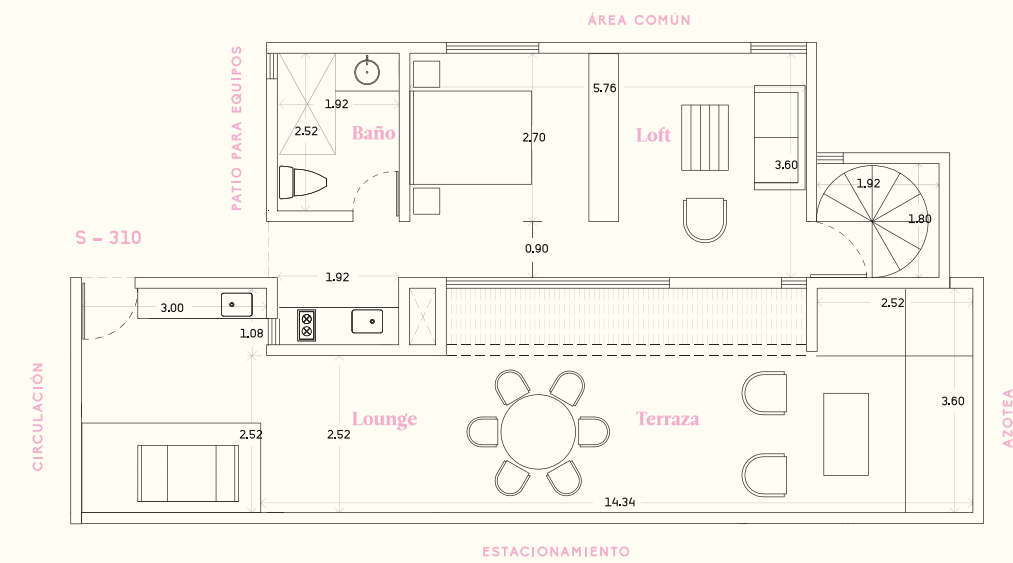 ÁREA COMÚN
PATIO PARA EQUIPOS
5.76
1.92
Baño
2.52
2.70
Loft
3.60
1.92
1.80
S – 310
0.90
1.92
3.00
2.52
1.08
CIRCULACIÓN
Lounge
Terraza
3.60
AZOTEA
2.52
2.52
14.34
ESTACIONAMIENTO